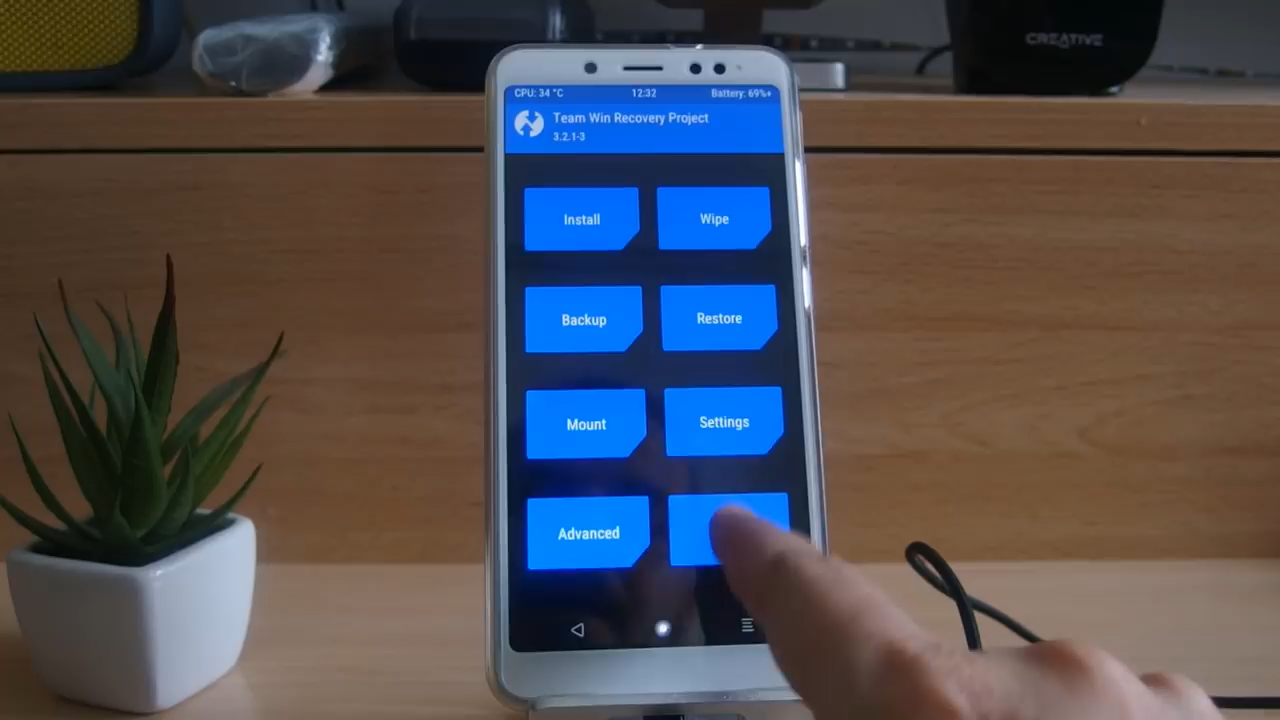 CREATIVE
CPU: 34 °C 12:32 Battery: 69%+
Team Win Recovery Project
3.2.1-3
Install Wipe
Backup Restore
Mount Settings
Advanced